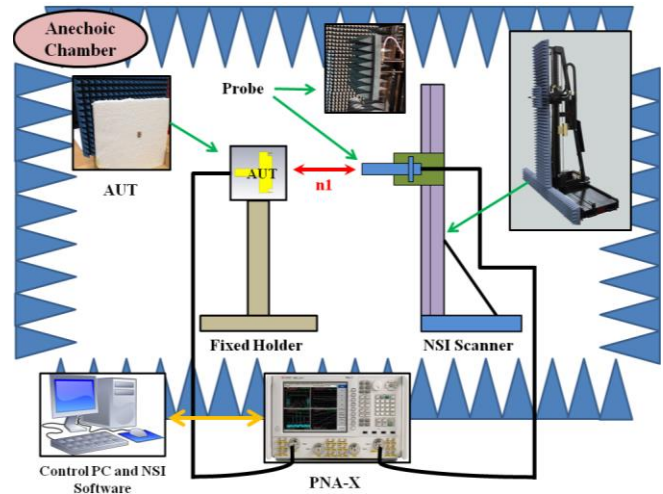 Anechoic
Chamber
Probe
AUT
AUT
n1
Fixed Holder
NSI Scanner
Control PC and NSI
Software
PNA-X